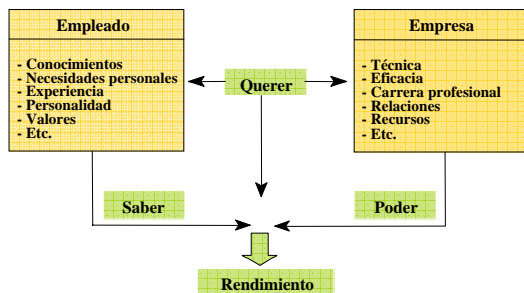 Empleado
- Conocimientos
- Necesidades personales
- Experiencia
- Personalidad
- Valores
- Etc.
Querer
Empresa
- Técnica
- Eficacia
- Carrera profesional
- Relaciones
- Recursos
- Etc.
Saber
Poder
Rendimiento